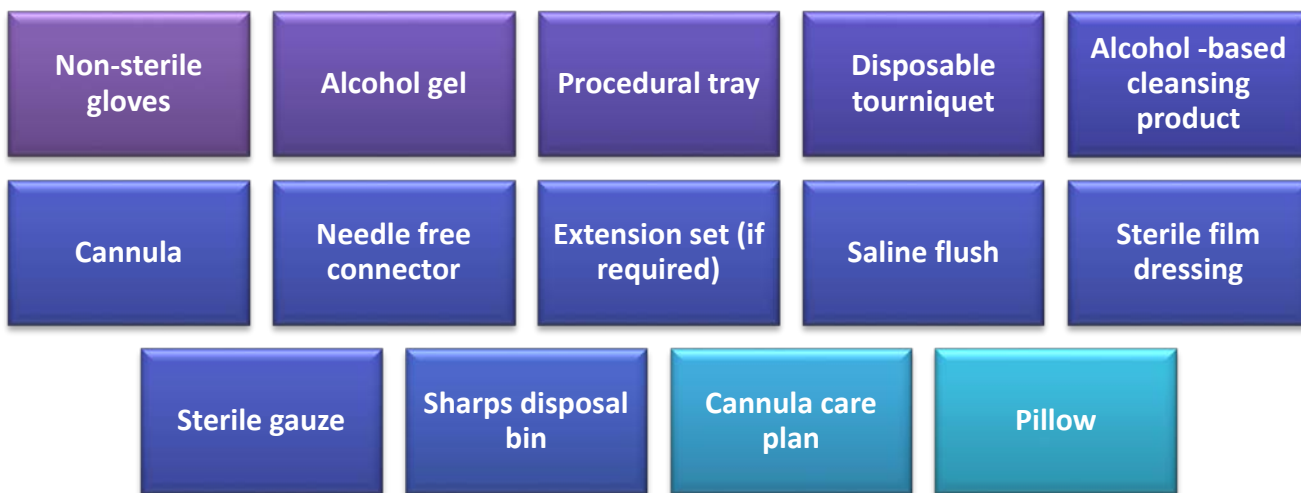 Non-sterile
gloves
Alcohol gel
Procedural tray
Disposable
tourniquet
Alcohol -based
cleansing
product
Cannula
Needle free
connector
Extension set (if
required)
Saline flush
Sterile film
dressing
Sterile gauze
Sharps disposal
bin
Cannula care
plan
Pillow